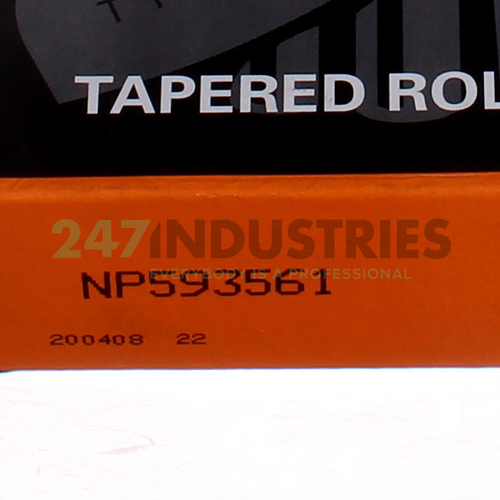 TAPERED ROL
247INDUSTRIES
EVERYBODY IS A PROFESSIONAL
NP593561
200408 22